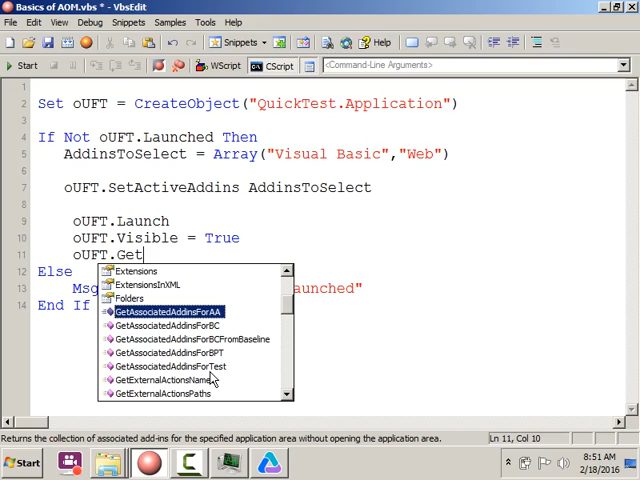 Basics of AOM.vbs * - VbsEdit
File Edit View Debug Snippets Samples Tools Help
Snippets Help
Start WScript CScript <Command-Line Arguments>
1
2 Set oUFT = CreateObject("QuickTest.Application")
3
4 If Not oUFT.Launched Then
5 AddinsToSelect = Array("Visual Basic","Web")
6
7 oUFT.SetActiveAddins AddinsToSelect
8
9 oUFT.Launch
10 oUFT.Visible = True
11 oUFT.Get
12 Else
13 Msg aunched"
14 End If
Extensions
ExtensionsInXML
Folders
GetAssociatedAddinsForAA
GetAssociatedAddinsForBC
GetAssociatedAddinsForBCFromBaseline
GetAssociatedAddinsForBPT
GetAssociatedAddinsForTest
GetExternalActionsName
GetExternalActionsPaths
Returns the collection of associated add-ins for the specified application area without opening the application area. Ln 11, Col 10
Start 8:51 AM
2/18/2016